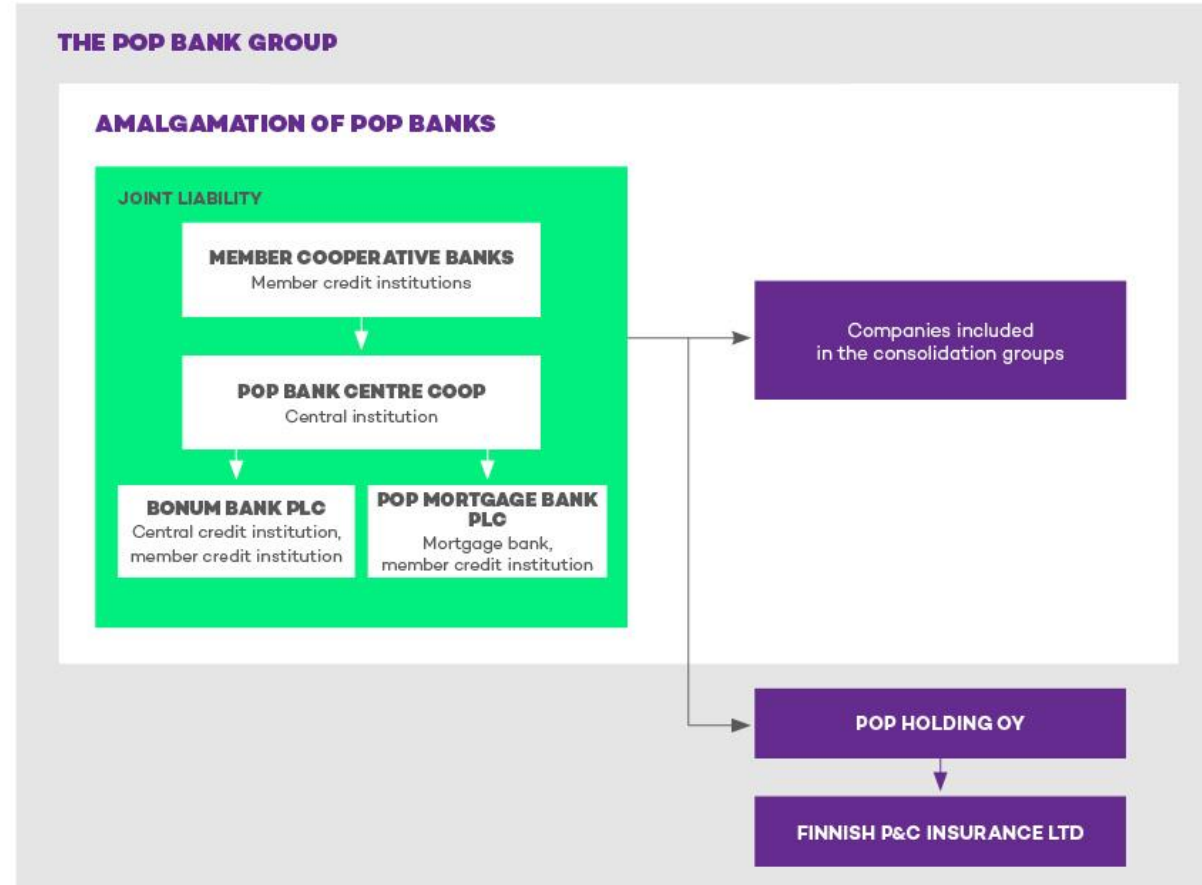 THE POP BANK GROUP
AMALGAMATION OF POP BANKS
JOINT LIABILITY
MEMBER COOPERATIVE BANKS
Member credit institutions
POP BANK CENTRE COOP
Central institution
BONUM BANK PLC
Central credit institution,
member credit institution
POP MORTGAGE BANK
PLC
Mortgage bank,
member credit institution
Companies included
in the consolidation groups
POP HOLDING OY
FINNISH P&C INSURANCE LTD